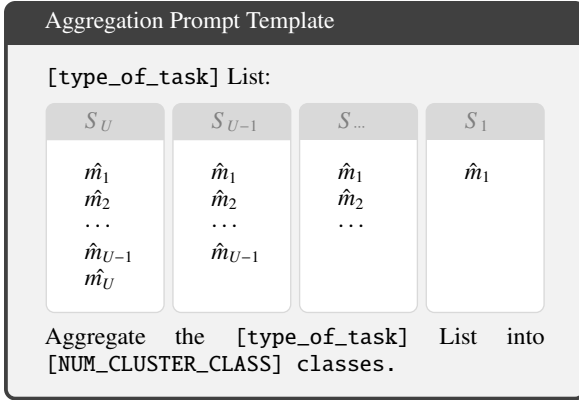 Aggregation Prompt Template
[type_of_task] List:
S_U
m̂_1
m̂_2
...
m̂_{U−1}
m̂_U
S_{U−1}
m̂_1
m̂_2
...
m̂_{U−1}
S_{...}
m̂_1
m̂_2
...
S_1
m̂_1
Aggregate the [type_of_task] List into
[NUM_CLUSTER_CLASS] classes.